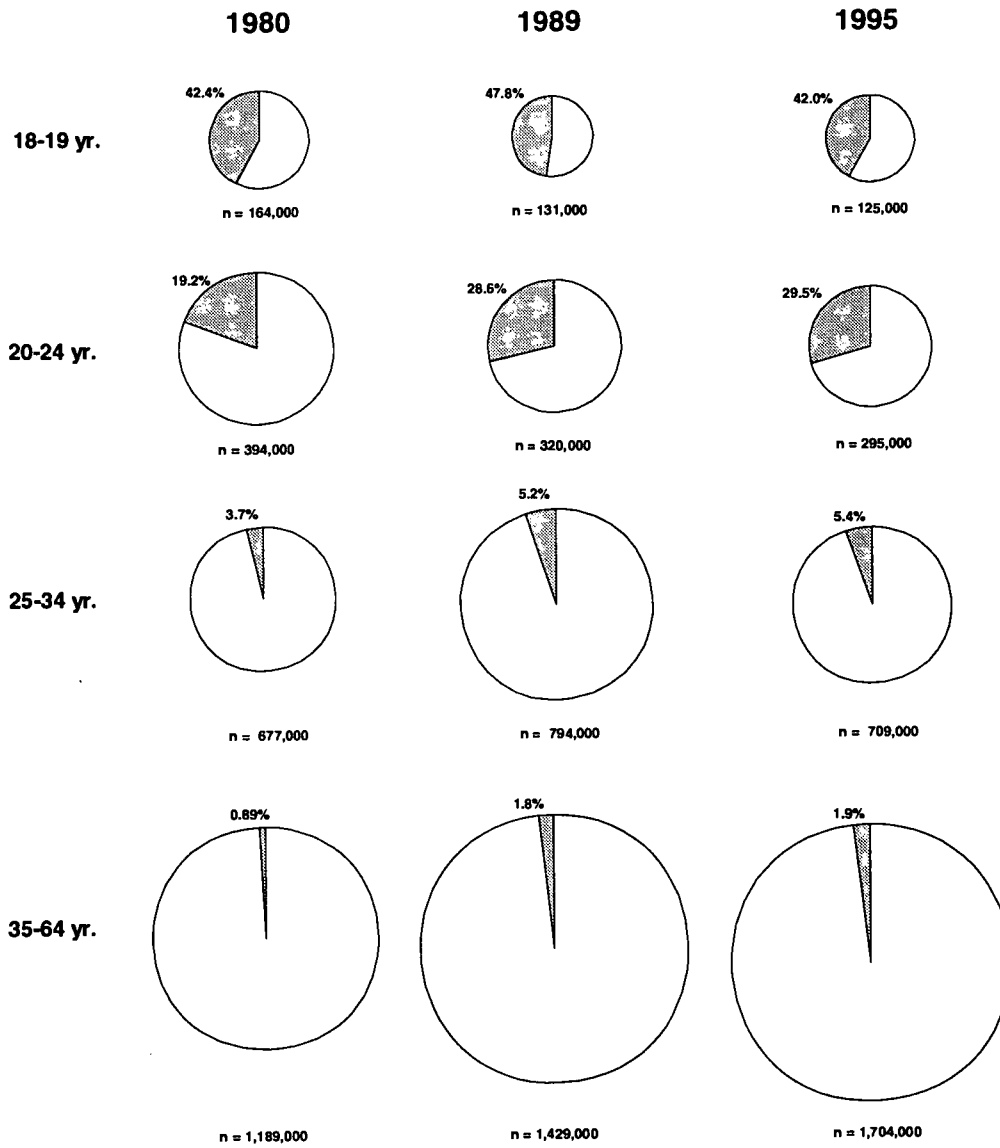 1980 1989 1995
42.4% 47.8% 42.0%
18-19 yr.
n = 164,000 n = 131,000 n = 125,000
19.2% 28.6% 29.5%
20-24 yr.
n = 394,000 n = 320,000 n = 295,000
3.7% 5.2% 5.4%
25-34 yr.
n = 677,000 n = 794,000 n = 709,000
0.89% 1.8% 1.9%
35-64 yr.
n = 1,189,000 n = 1,429,000 n = 1,704,000